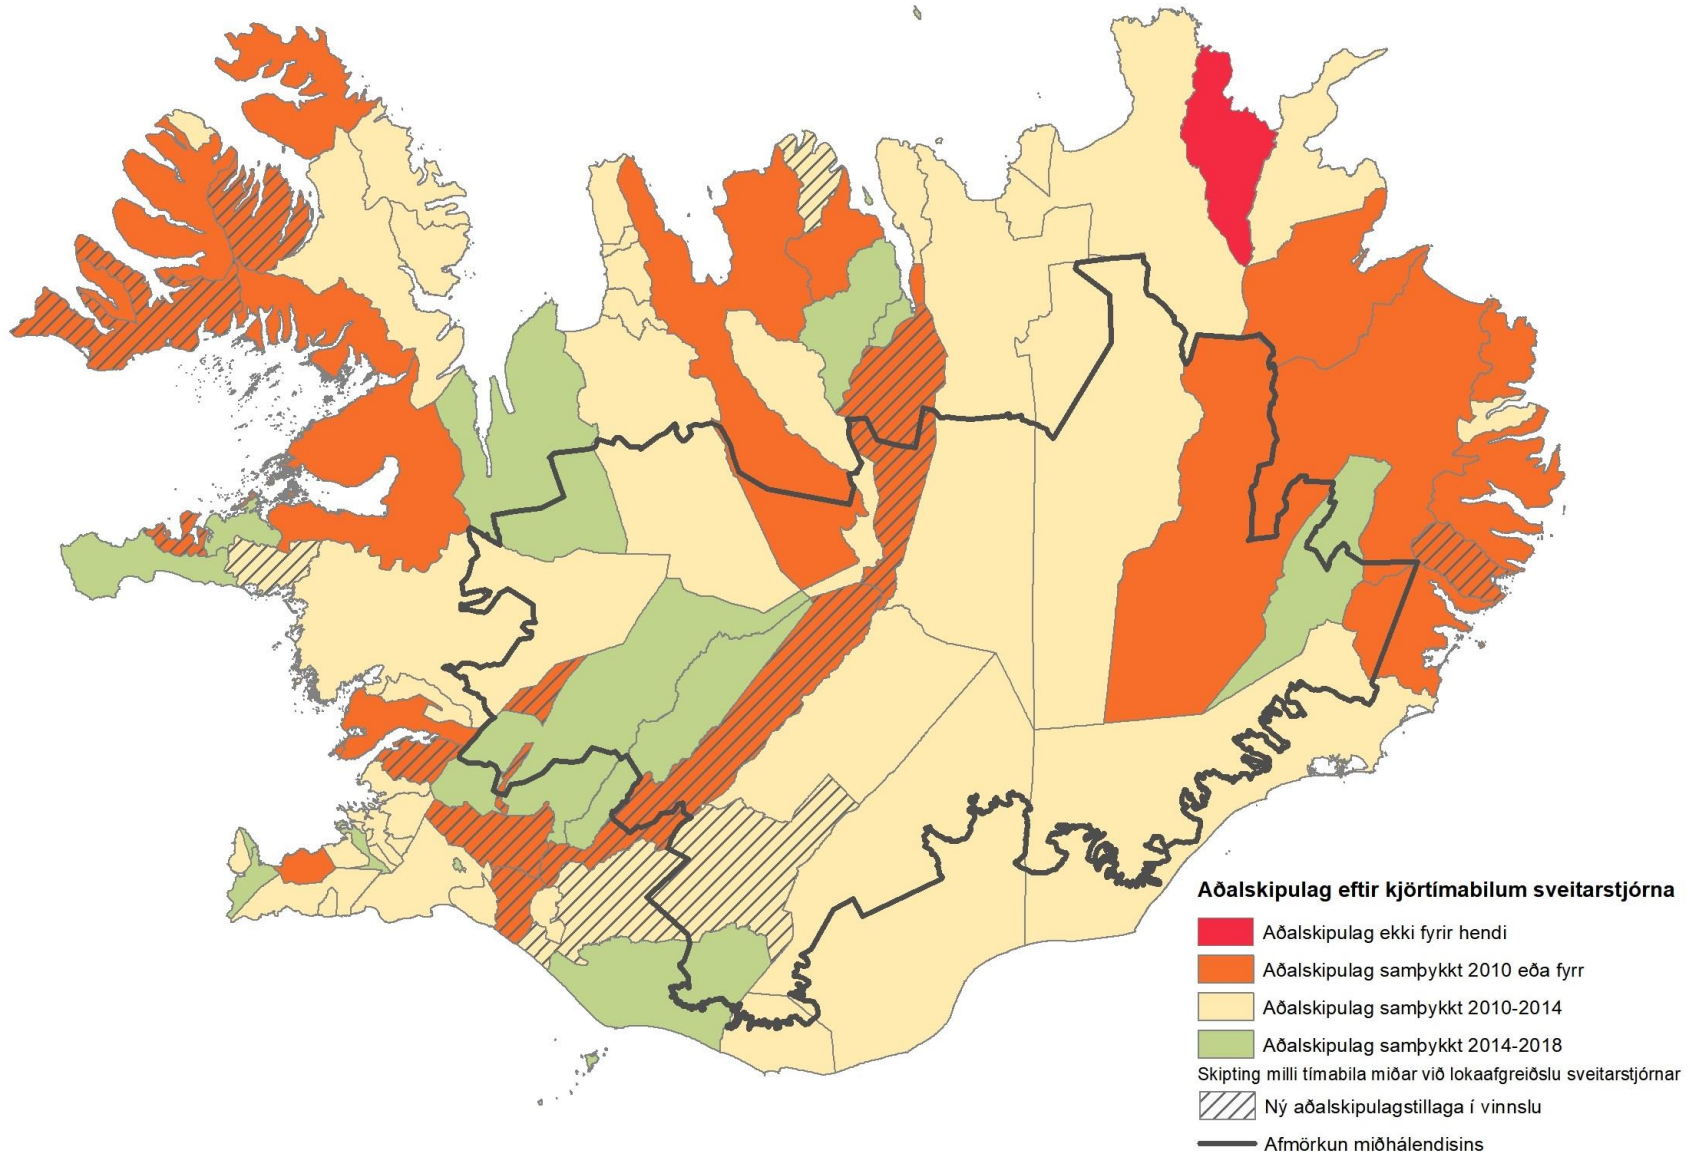 Aðalskipulag eftir kjörtímabilum sveitarstjórna
Aðalskipulag ekki fyrir hendi
Aðalskipulag samþykkt 2010 eða fyrr
Aðalskipulag samþykkt 2010-2014
Aðalskipulag samþykkt 2014-2018
Skipting milli tímabila miðar við lokaafgreiðslu sveitarstjórnar
Ný aðalskipulagstillaga í vinnslu
Afmörkun miðhálendisins